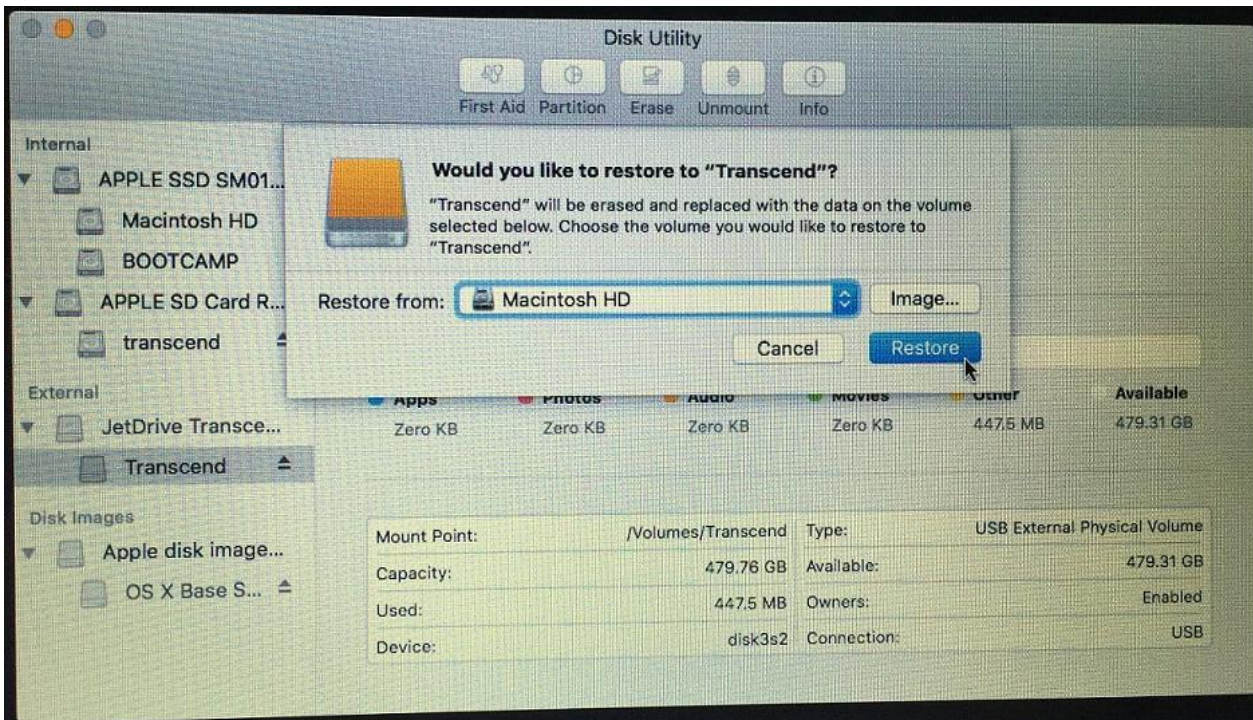 Disk Utility
First Aid Partition Erase Unmount Info
Internal
APPLE SSD SM01...
Macintosh HD
BOOTCAMP
APPLE SD Card R...
transcend
External
JetDrive Transce...
Transcend
Disk Images
Apple disk image...
OS X Base S...
Would you like to restore to “Transcend”?
“Transcend” will be erased and replaced with the data on the volume
selected below. Choose the volume you would like to restore to
“Transcend”.
Restore from: Macintosh HD Image...
Cancel Restore
Apps Photos Audio Movies Other Available
Zero KB Zero KB Zero KB Zero KB 447.5 MB 479.31 GB
Mount Point: /Volumes/Transcend Type: USB External Physical Volume
Capacity: 479.76 GB Available: 479.31 GB
Used: 447.5 MB Owners: Enabled
Device: disk3s2 Connection: USB